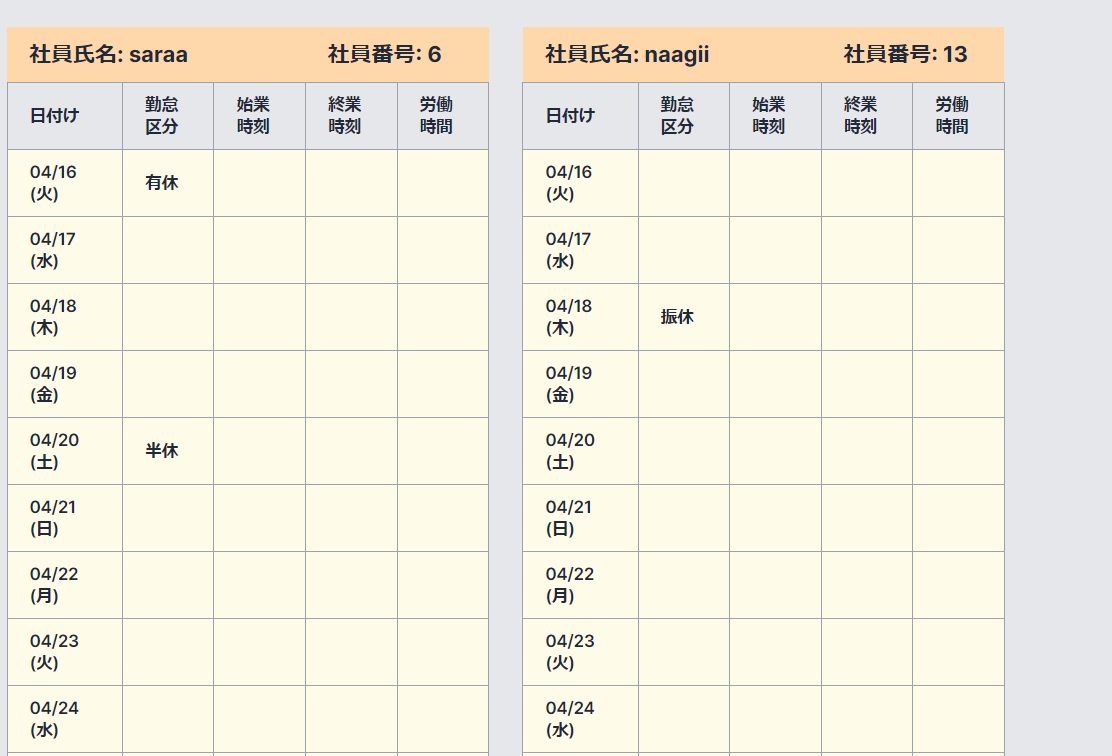 社員氏名: saraa 社員番号: 6
日付け 勤怠区分 始業時刻 終業時刻 労働時間
04/16 (火) 有休
04/17 (水)
04/18 (木)
04/19 (金)
04/20 (土) 半休
04/21 (日)
04/22 (月)
04/23 (火)
04/24 (水)
社員氏名: naagii 社員番号: 13
日付け 勤怠区分 始業時刻 終業時刻 労働時間
04/16 (火)
04/17 (水)
04/18 (木) 振休
04/19 (金)
04/20 (土)
04/21 (日)
04/22 (月)
04/23 (火)
04/24 (水)